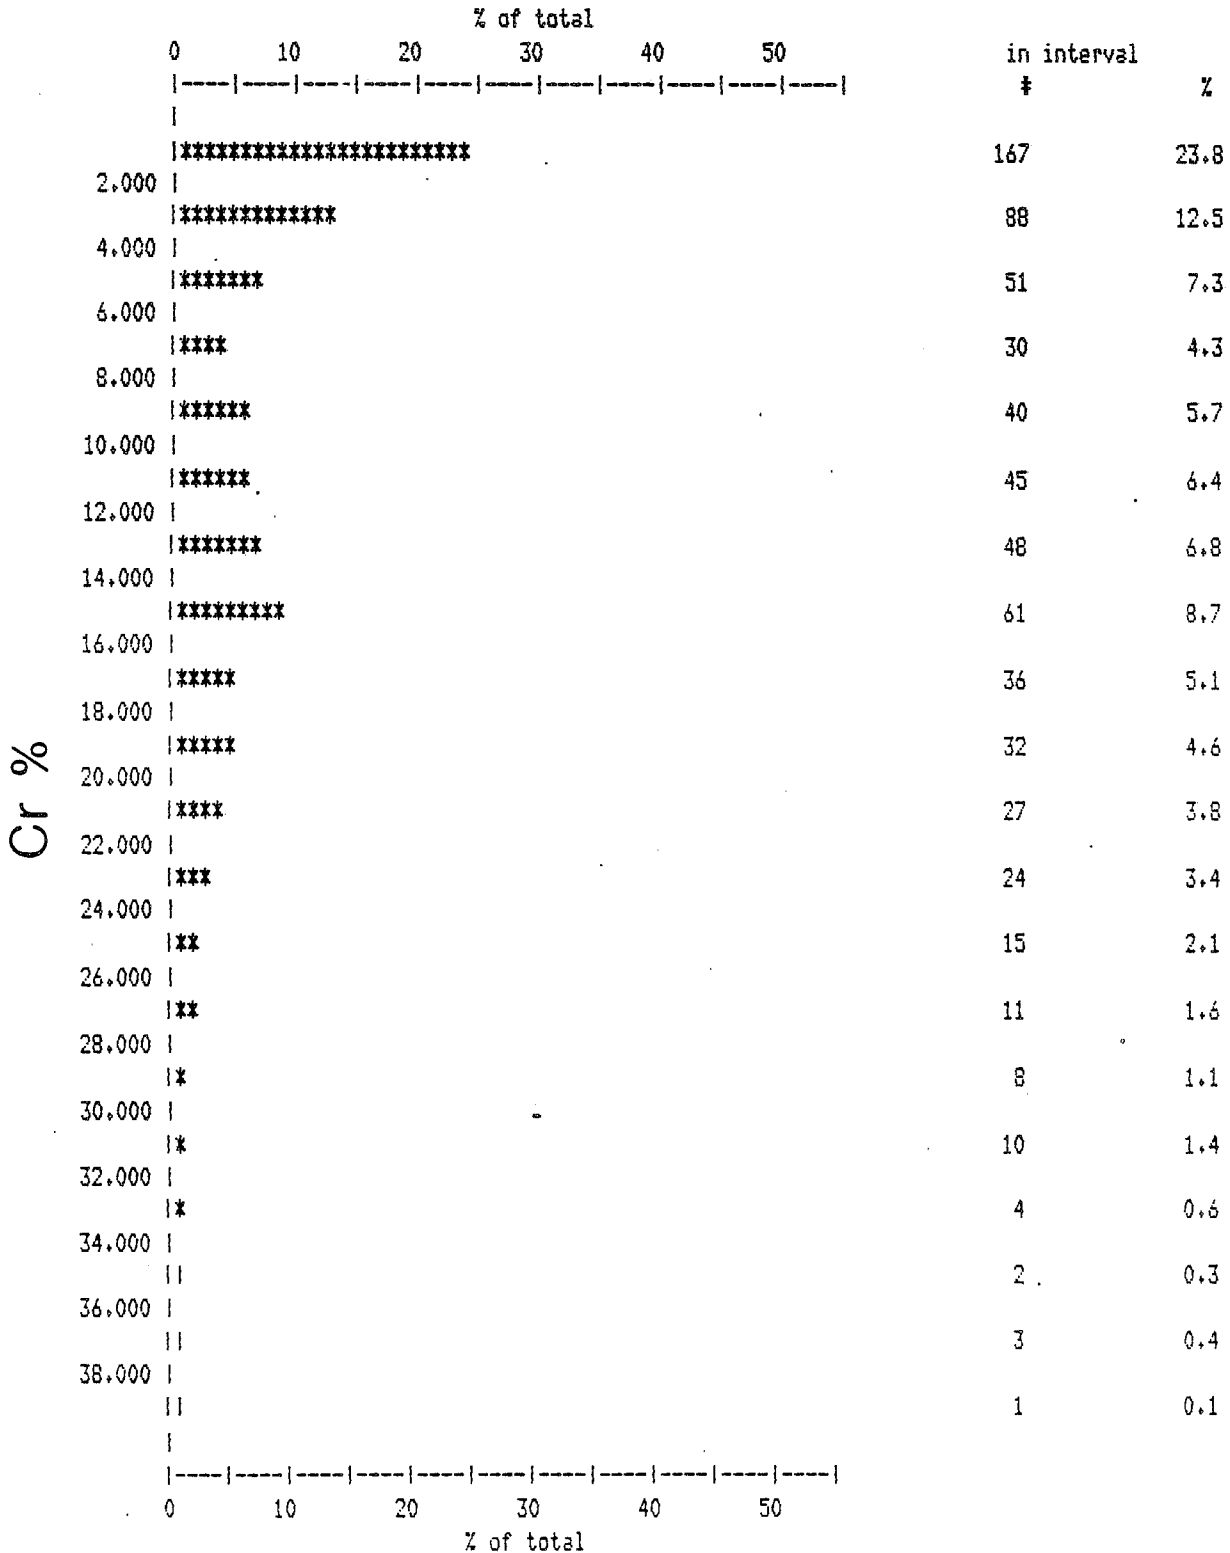 % of total
0 10 20 30 40 50 in interval
|----|----|----|----|----|----|----|----|----|----|----| # %
|
|************************ 167 23.8
2.000 |
|************* 88 12.5
4.000 |
|******* 51 7.3
6.000 |
|**** 30 4.3
8.000 |
|****** 40 5.7
10.000 |
|****** 45 6.4
12.000 |
|******* 48 6.8
14.000 |
|********* 61 8.7
16.000 |
|***** 36 5.1
18.000 |
|***** 32 4.6
Cr %
20.000 |
|**** 27 3.8
22.000 |
|*** 24 3.4
24.000 |
|** 15 2.1
26.000 |
|** 11 1.6
28.000 |
|* 8 1.1
30.000 |
|* 10 1.4
32.000 |
|* 4 0.6
34.000 |
|| 2 0.3
36.000 |
|| 3 0.4
38.000 |
|| 1 0.1
|
|----|----|----|----|----|----|----|----|----|----|----|
0 10 20 30 40 50
% of total